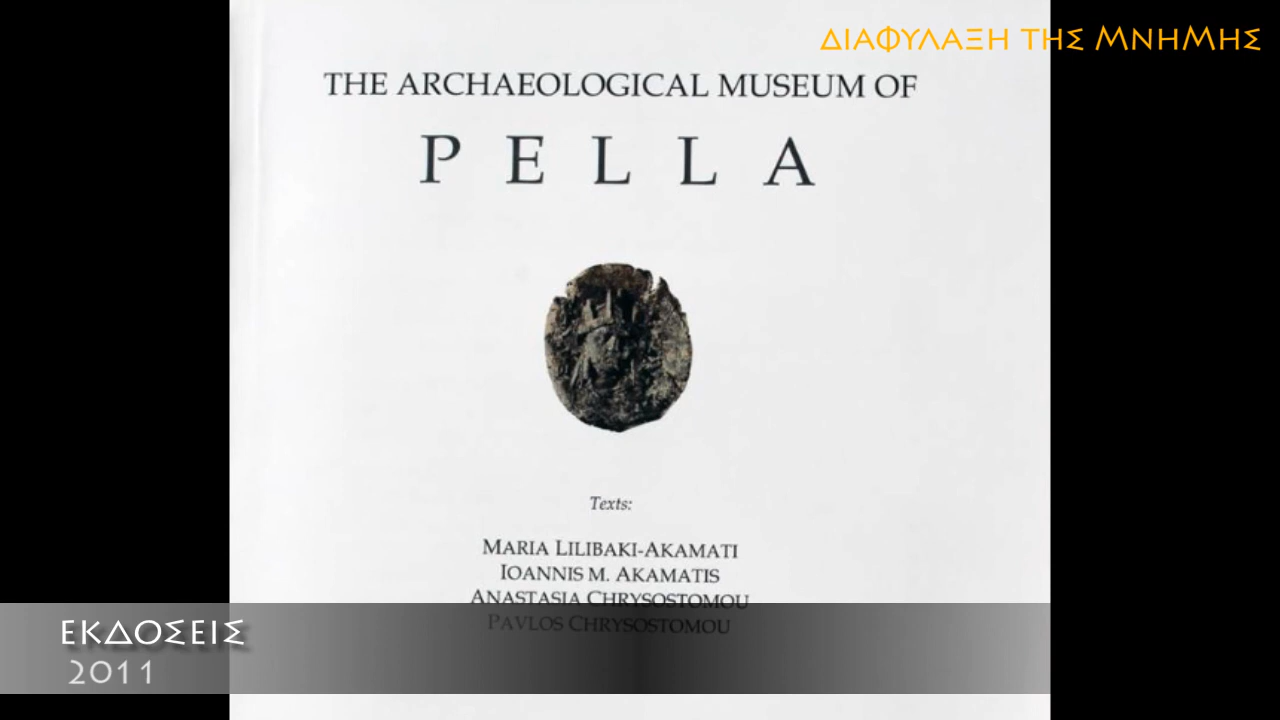 ΔΙΑΦΥΛΑΞΗ ΤΗΣ ΜΝΗΜΗΣ
THE ARCHAEOLOGICAL MUSEUM OF
PELLA
Texts:
MARIA LILIBAKI-AKAMATI
IOANNIS M. AKAMATIS
ANASTASIA CHRYSOSTOMOU
PAVLOS CHRYSOSTOMOU
ΕΚΔΟΣΕΙΣ
2011